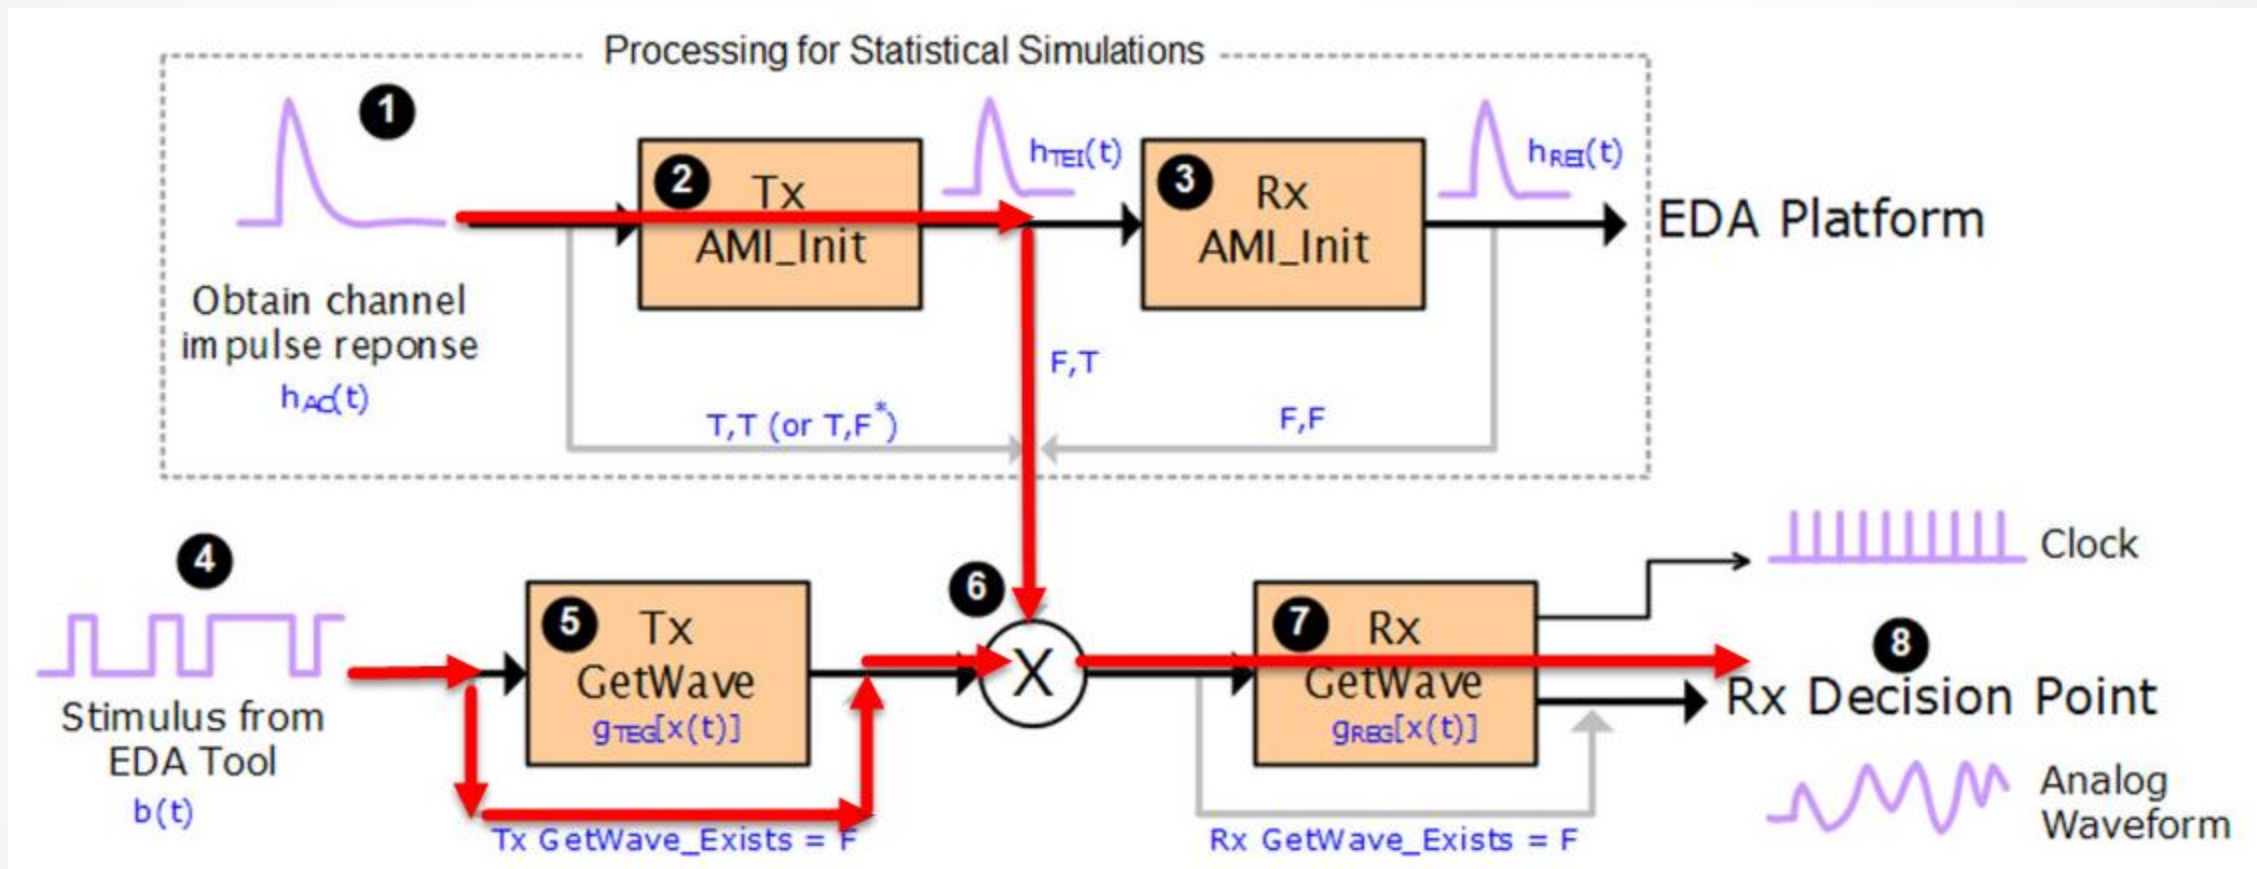 Processing for Statistical Simulations
1
2
Tx
AMI_Init
hTEI(t)
3
Rx
AMI_Init
hREI(t)
EDA Platform
Obtain channel
impulse reponse
hAC(t)
F,T
T,T (or T,F*)
F,F
4
Stimulus from
EDA Tool
b(t)
5
Tx
GetWave
gTEG[x(t)]
Tx GetWave_Exists = F
6
X
7
Rx
GetWave
gREG[x(t)]
Rx GetWave_Exists = F
Clock
8
Rx Decision Point
Analog
Waveform